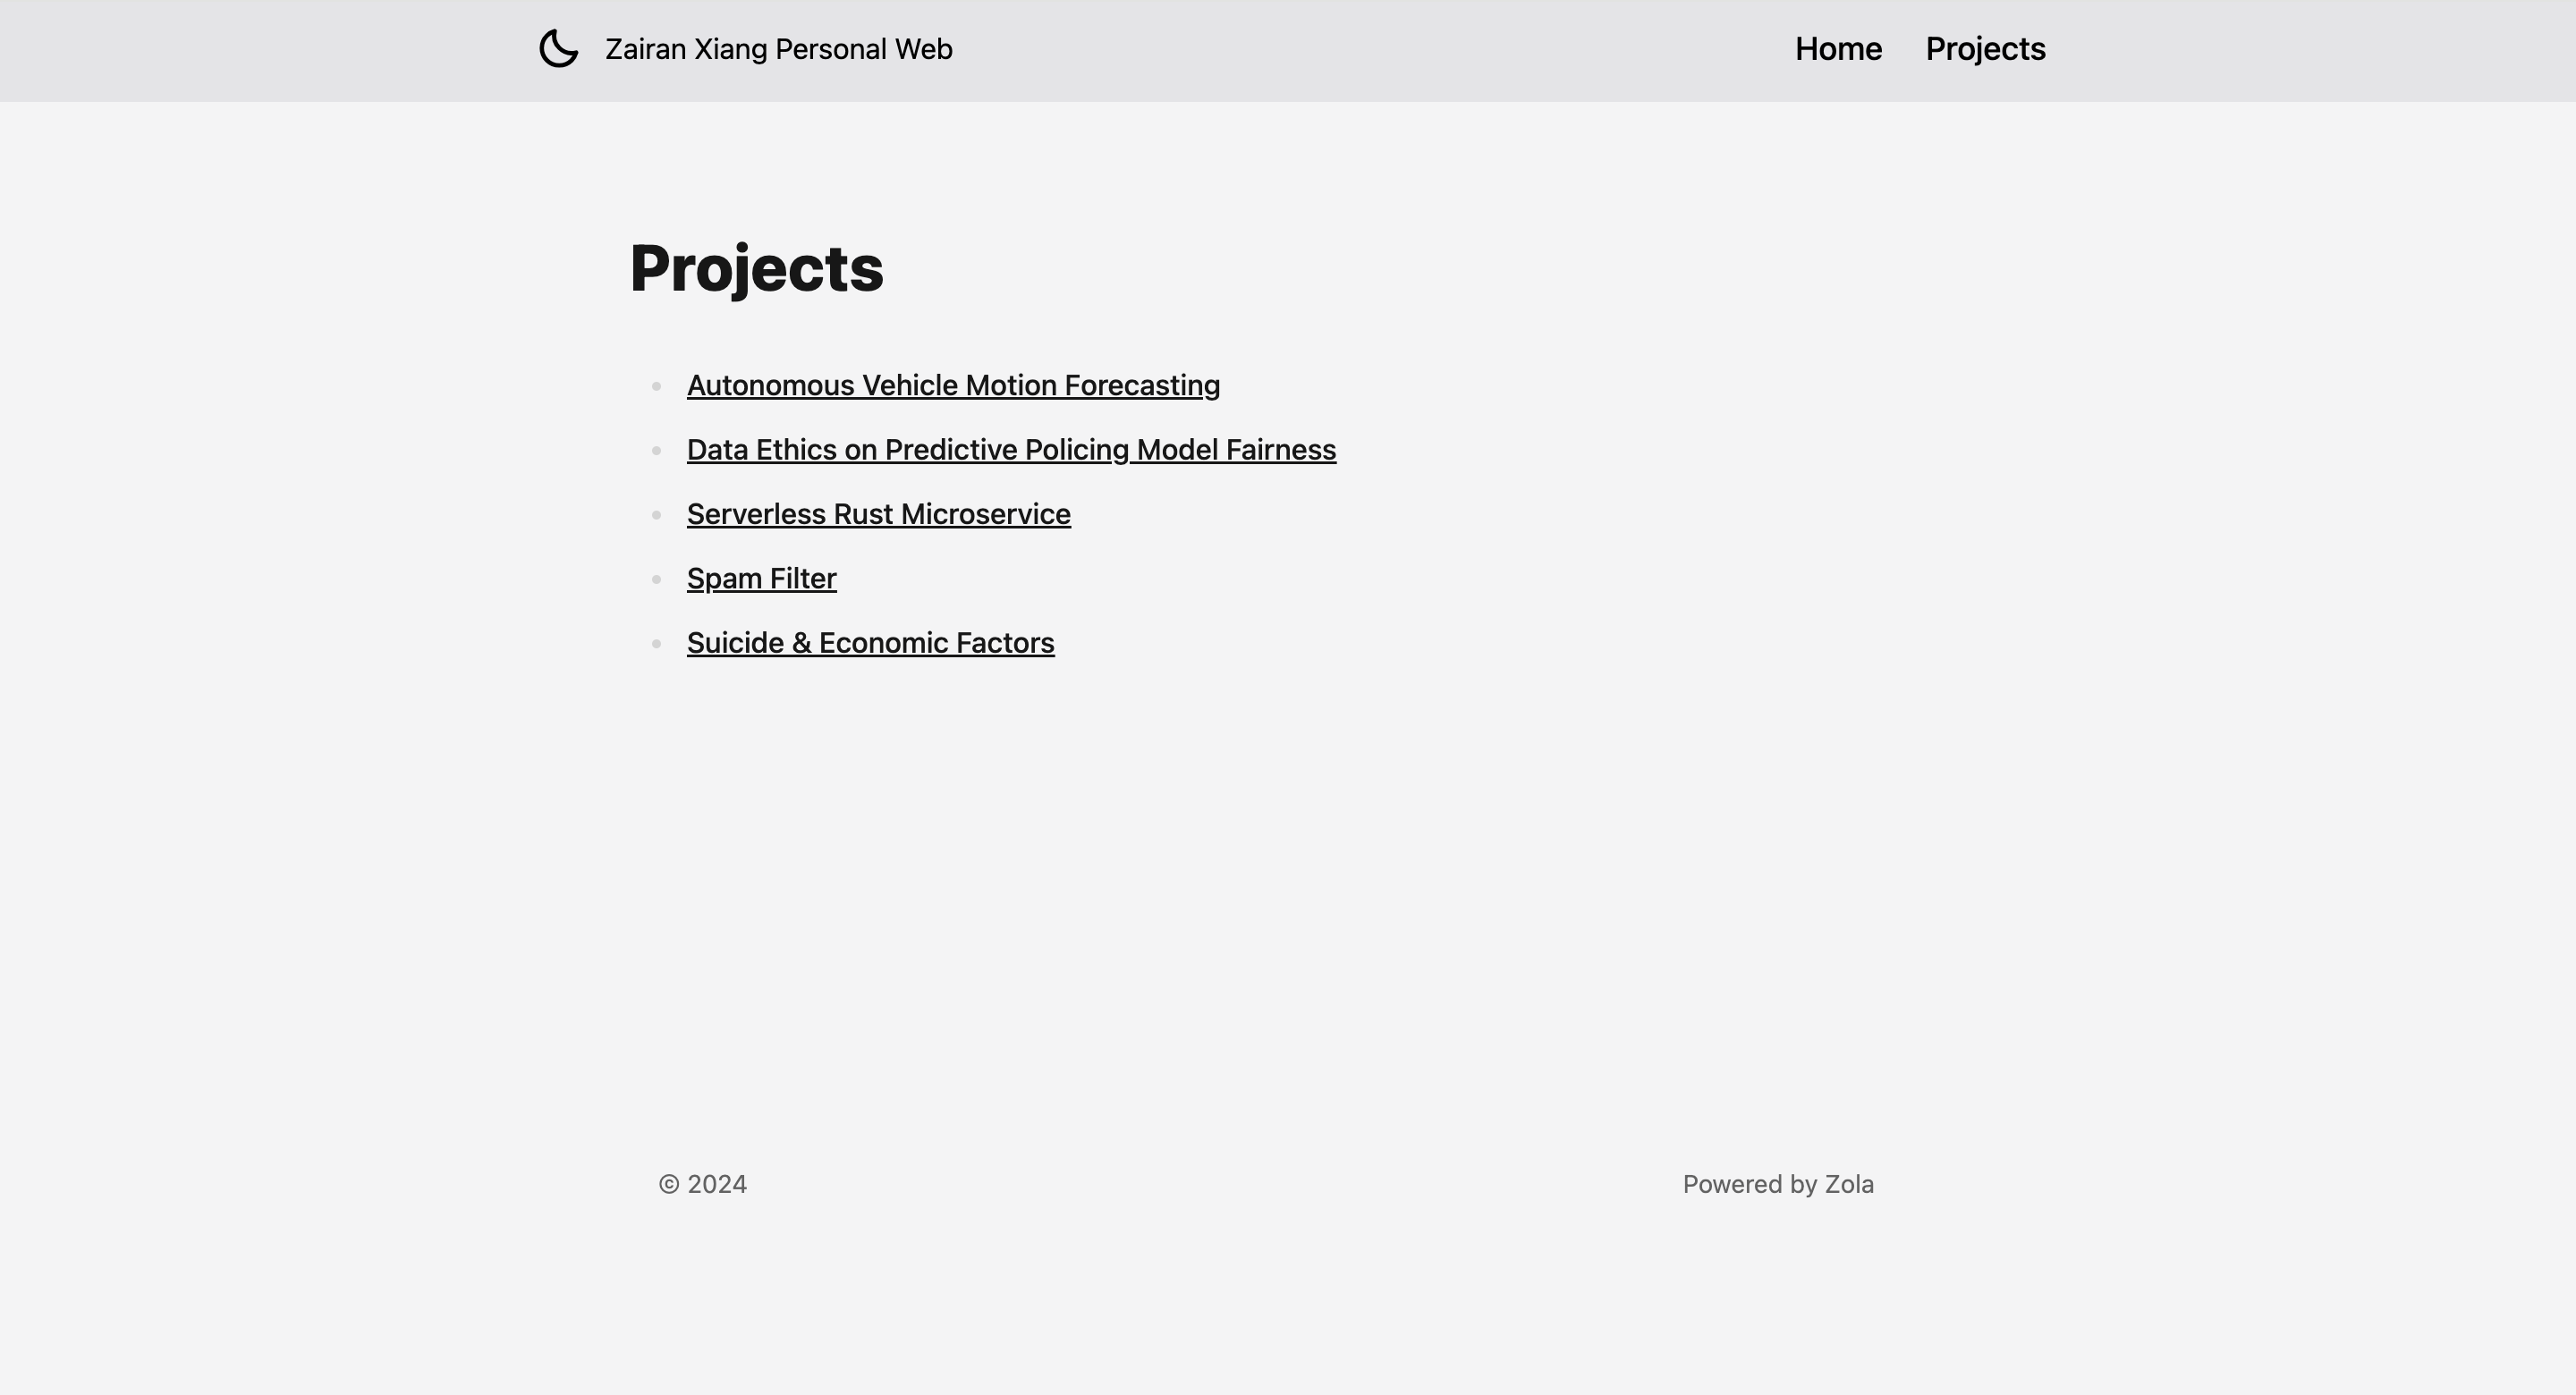 Zairan Xiang Personal Web
Home Projects
Projects
Autonomous Vehicle Motion Forecasting
Data Ethics on Predictive Policing Model Fairness
Serverless Rust Microservice
Spam Filter
Suicide & Economic Factors
© 2024
Powered by Zola